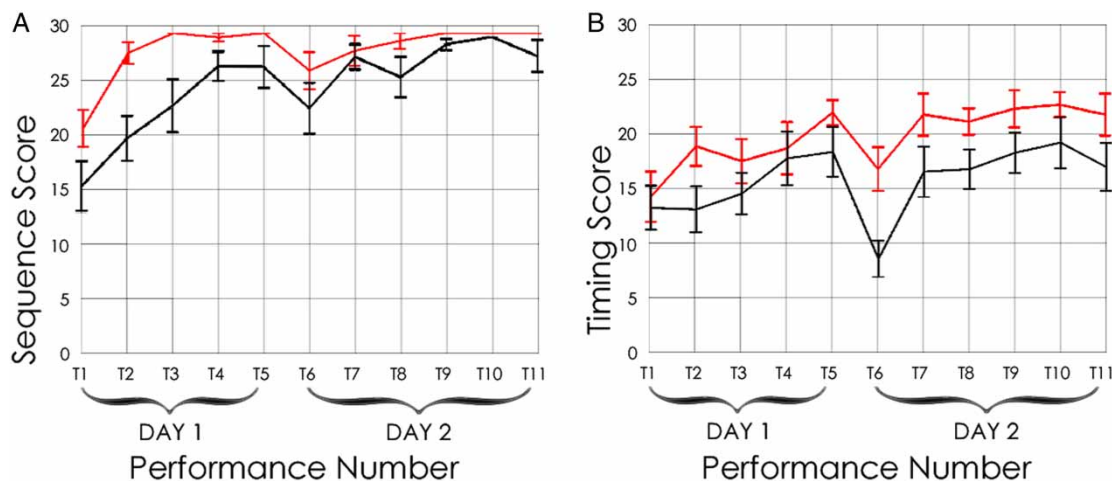 A
Sequence Score
30
25
20
15
10
5
0
T1 T2 T3 T4 T5 T6 T7 T8 T9 T10 T11
DAY 1 DAY 2
Performance Number
B
Timing Score
30
25
20
15
10
5
0
T1 T2 T3 T4 T5 T6 T7 T8 T9 T10 T11
DAY 1 DAY 2
Performance Number